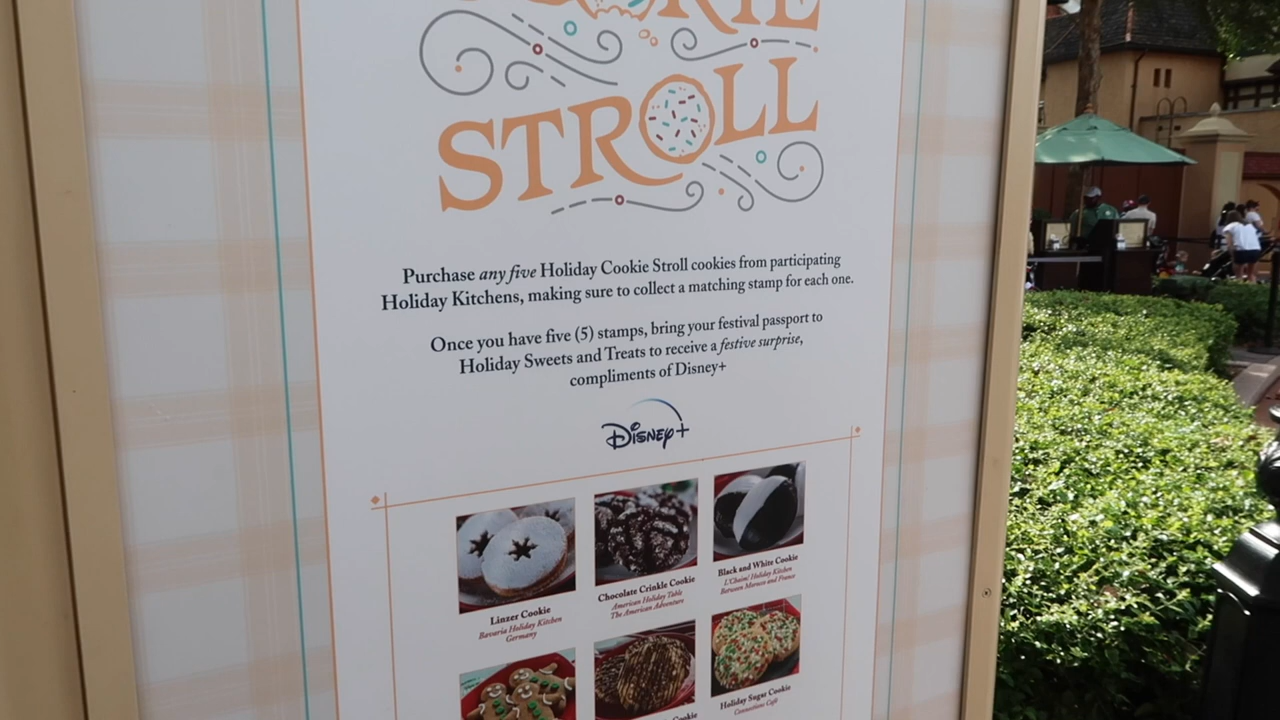 STROLL
Purchase any five Holiday Cookie Stroll cookies from participating
Holiday Kitchens, making sure to collect a matching stamp for each one.
Once you have five (5) stamps, bring your festival passport to
Holiday Sweets and Treats to receive a festive surprise,
compliments of Disney+
Disney+
Linzer Cookie
Bavaria Holiday Kitchen
Germany
Chocolate Crinkle Cookie
American Holiday Table
The American Adventure
Black and White Cookie
L'Chaim! Holiday Kitchen
Between Morocco and France
Cookie
Holiday Sugar Cookie
Connections Café